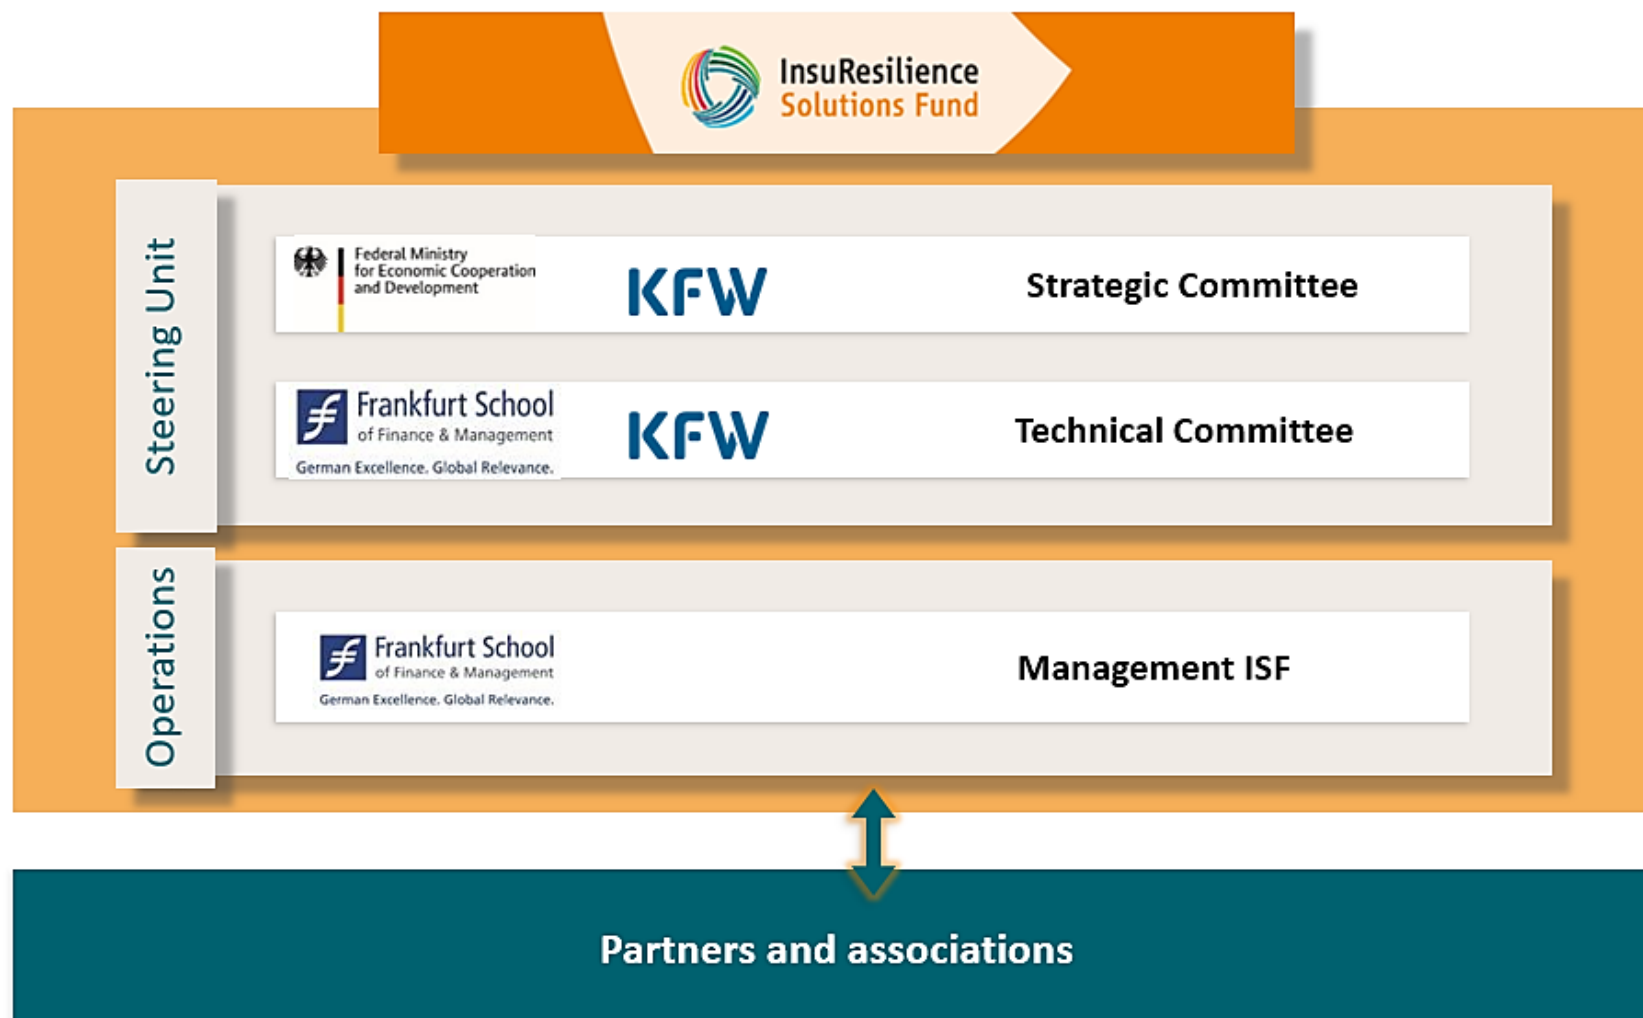 InsuResilience
Solutions Fund
Steering Unit
Federal Ministry
for Economic Cooperation
and Development
KFW
Strategic Committee
Frankfurt School
of Finance & Management
German Excellence. Global Relevance.
KFW
Technical Committee
Operations
Frankfurt School
of Finance & Management
German Excellence. Global Relevance.
Management ISF
Partners and associations